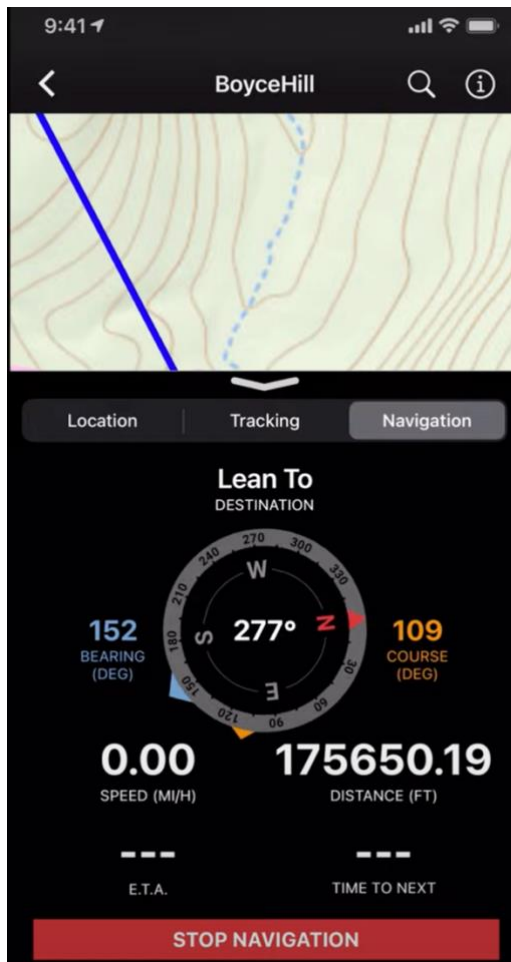 9:41
BoyceHill
Location
Tracking
Navigation
Lean To
DESTINATION
270
300
330
30
60
90
120
150
180
210
240
W
N
E
S
277°
152
BEARING
(DEG)
109
COURSE
(DEG)
0.00
SPEED (MI/H)
175650.19
DISTANCE (FT)
---
E.T.A.
---
TIME TO NEXT
STOP NAVIGATION